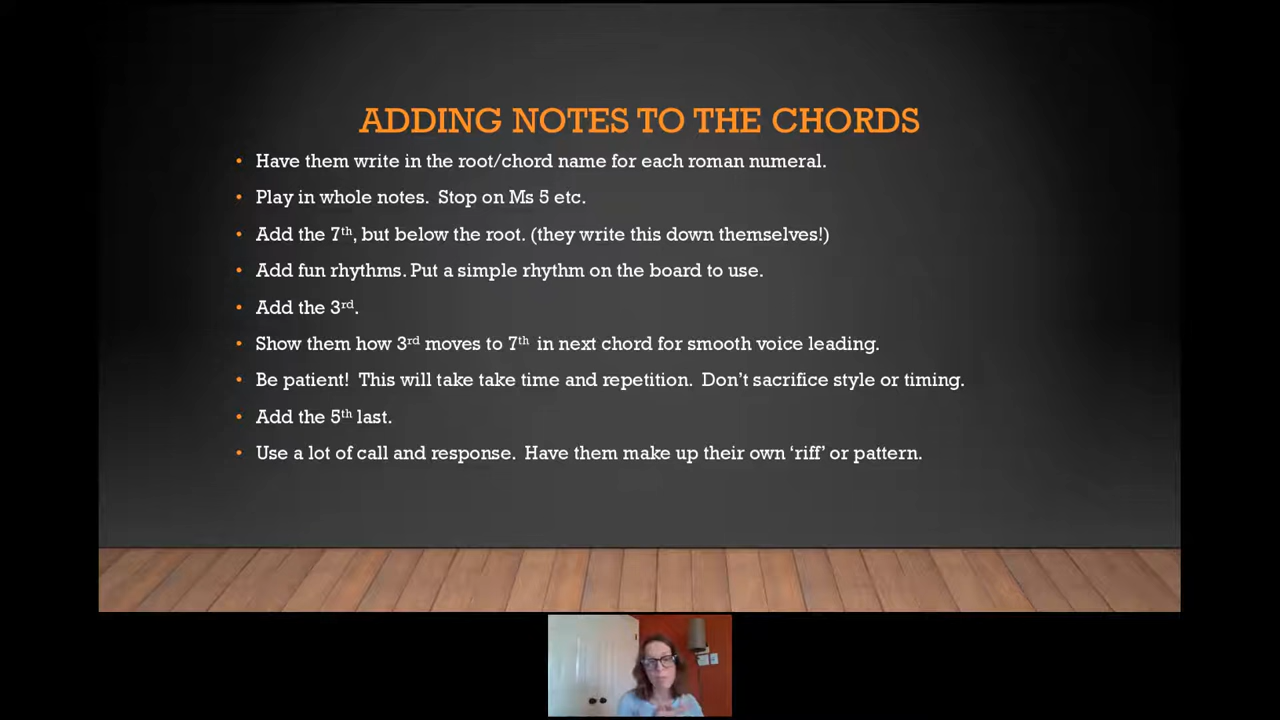 ADDING NOTES TO THE CHORDS
• Have them write in the root/chord name for each roman numeral.
• Play in whole notes. Stop on Ms 5 etc.
• Add the 7th, but below the root. (they write this down themselves!)
• Add fun rhythms. Put a simple rhythm on the board to use.
• Add the 3rd.
• Show them how 3rd moves to 7th in next chord for smooth voice leading.
• Be patient! This will take take time and repetition. Don't sacrifice style or timing.
• Add the 5th last.
• Use a lot of call and response. Have them make up their own ‘riff’ or pattern.